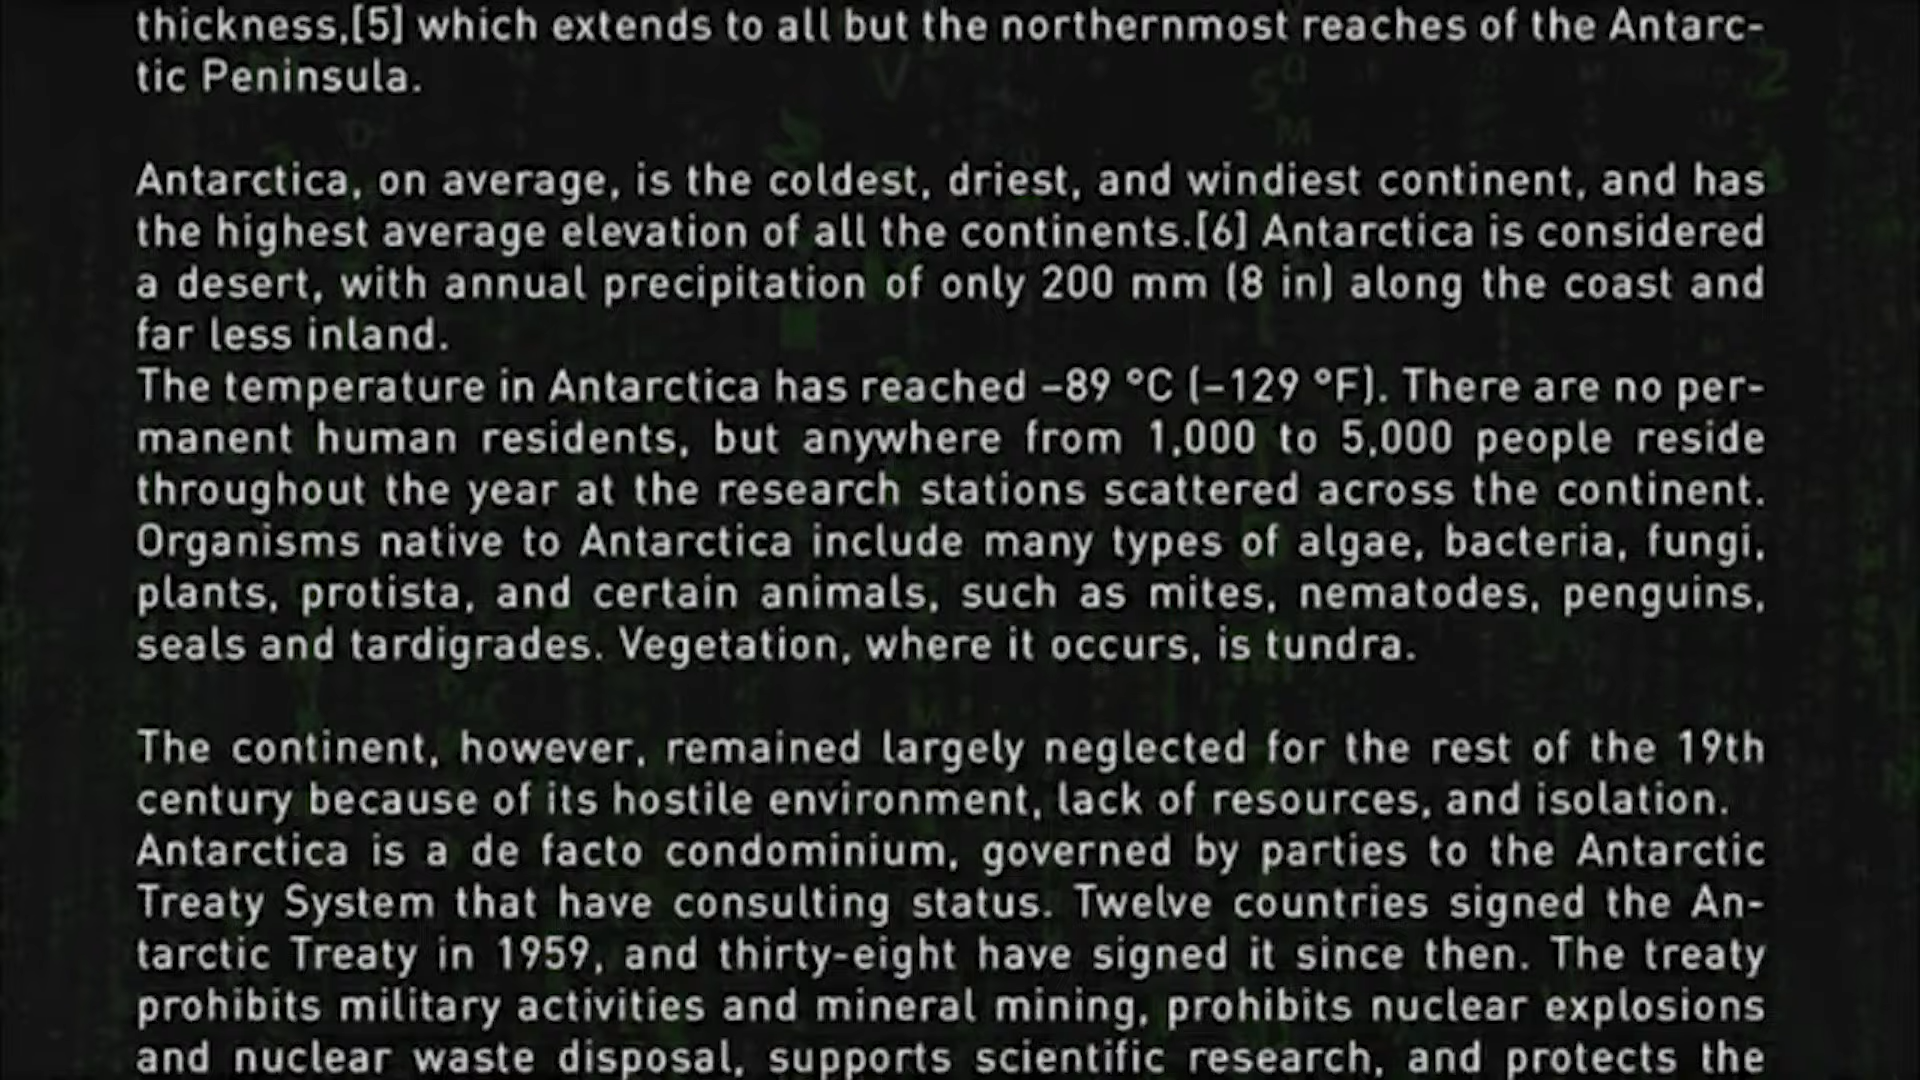 thickness,[5] which extends to all but the northernmost reaches of the Antarc-
tic Peninsula.
Antarctica, on average, is the coldest, driest, and windiest continent, and has
the highest average elevation of all the continents.[6] Antarctica is considered
a desert, with annual precipitation of only 200 mm (8 in) along the coast and
far less inland.
The temperature in Antarctica has reached −89 °C (−129 °F). There are no per-
manent human residents, but anywhere from 1,000 to 5,000 people reside
throughout the year at the research stations scattered across the continent.
Organisms native to Antarctica include many types of algae, bacteria, fungi,
plants, protista, and certain animals, such as mites, nematodes, penguins,
seals and tardigrades. Vegetation, where it occurs, is tundra.
The continent, however, remained largely neglected for the rest of the 19th
century because of its hostile environment, lack of resources, and isolation.
Antarctica is a de facto condominium, governed by parties to the Antarctic
Treaty System that have consulting status. Twelve countries signed the An-
tarctic Treaty in 1959, and thirty-eight have signed it since then. The treaty
prohibits military activities and mineral mining, prohibits nuclear explosions
and nuclear waste disposal, supports scientific research, and protects the